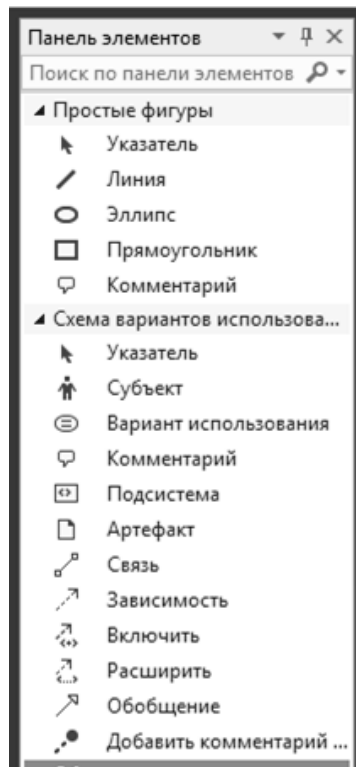 Панель элементов
Поиск по панели элементов
Простые фигуры
Указатель
Линия
Эллипс
Прямоугольник
Комментарий
Схема вариантов использова...
Указатель
Субъект
Вариант использования
Комментарий
Подсистема
Артефакт
Связь
Зависимость
Включить
Расширить
Обобщение
Добавить комментарий ...